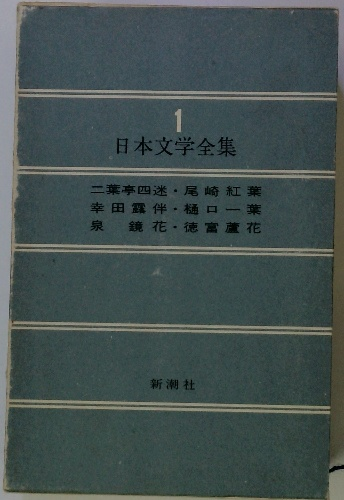 1
日本文学全集
二葉亭四迷・尾崎紅葉
幸田露伴・樋口一葉
泉 鏡花・徳富蘆花
新潮社